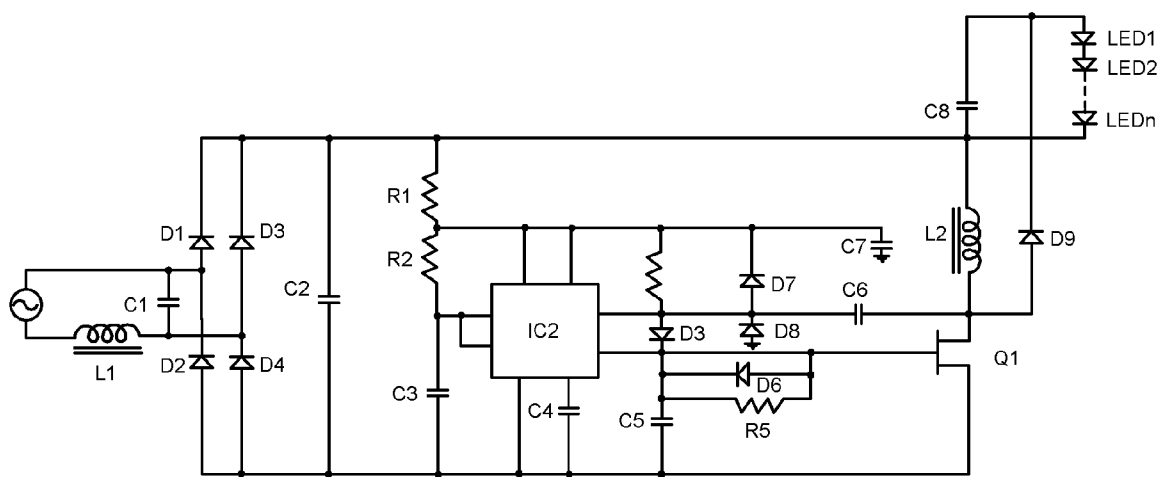 LED1
LED2
C8
LEDn
R1
D1
D3
L2
D9
C7
R2
D7
C1
C2
C6
IC2
D3
D8
L1
D2
D4
D6
Q1
C3
C4
C5
R5